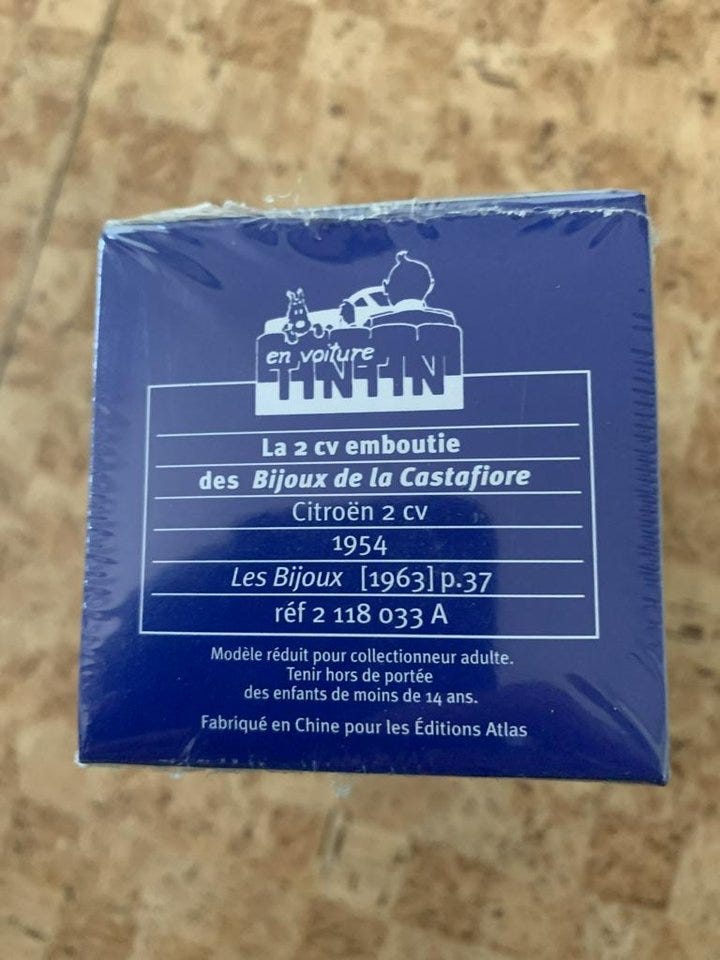 en voiture
TINTIN
La 2 cv emboutie
des Bijoux de la Castafiore
Citroën 2 cv
1954
Les Bijoux [1963] p.37
réf 2 118 033 A
Modèle réduit pour collectionneur adulte.
Tenir hors de portée
des enfants de moins de 14 ans.
Fabriqué en Chine pour les Éditions Atlas